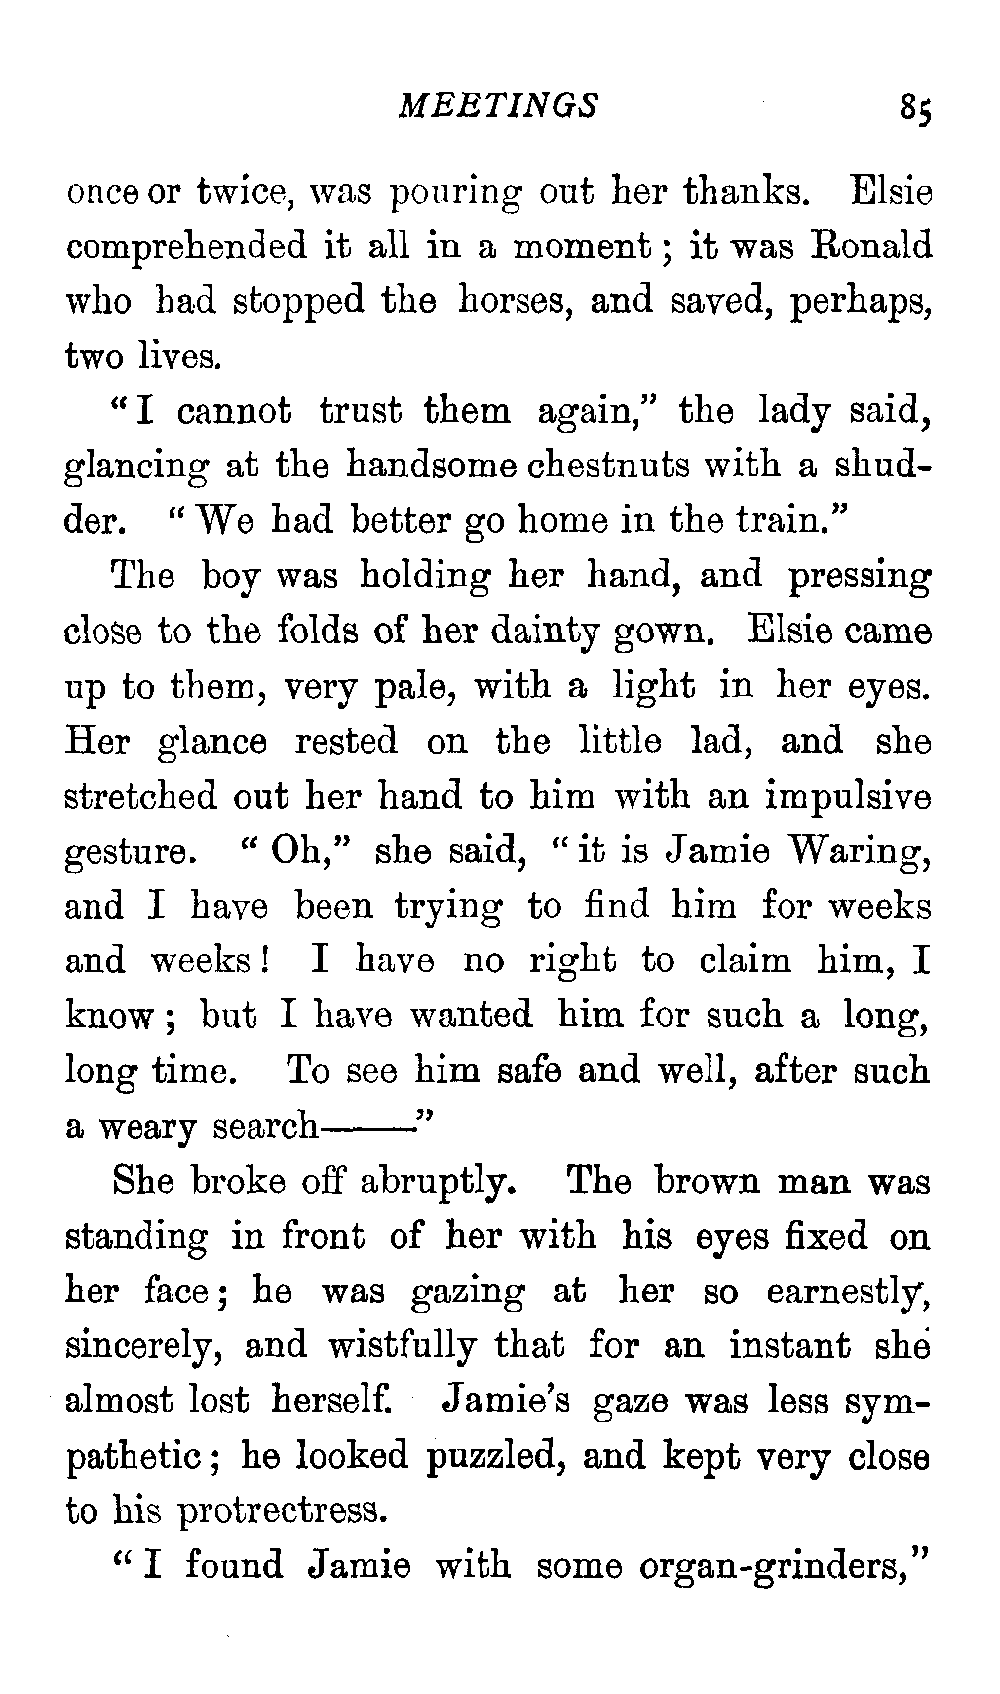 MEETINGS 85
once or twice, was pouring out her thanks. Elsie
comprehended it all in a moment ; it was Ronald
who had stopped the horses, and saved, perhaps,
two lives.
“ I cannot trust them again,” the lady said,
glancing at the handsome chestnuts with a shud-
der. “ We had better go home in the train.”
The boy was holding her hand, and pressing
close to the folds of her dainty gown. Elsie came
up to them, very pale, with a light in her eyes.
Her glance rested on the little lad, and she
stretched out her hand to him with an impulsive
gesture. “ Oh,” she said, “ it is Jamie Waring,
and I have been trying to find him for weeks
and weeks ! I have no right to claim him, I
know ; but I have wanted him for such a long,
long time. To see him safe and well, after such
a weary search——”
She broke off abruptly. The brown man was
standing in front of her with his eyes fixed on
her face ; he was gazing at her so earnestly,
sincerely, and wistfully that for an instant she
almost lost herself. Jamie’s gaze was less sym-
pathetic ; he looked puzzled, and kept very close
to his protrectress.
“ I found Jamie with some organ-grinders,”